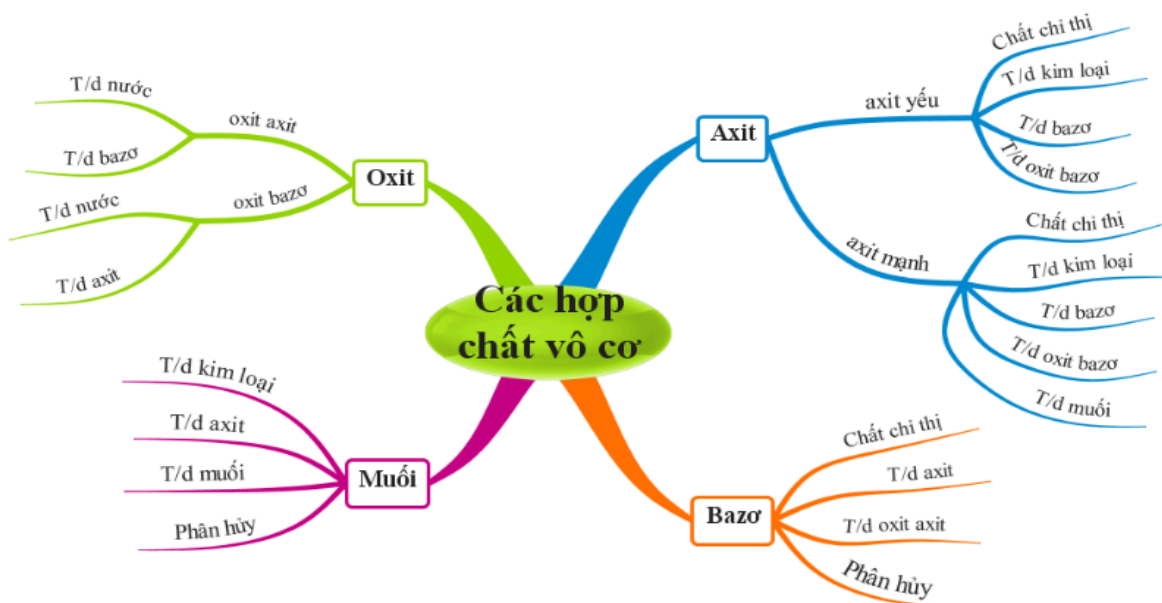 Các hợp
chất vô cơ
Oxit
oxit axit
T/d nước
T/d bazơ
oxit bazơ
T/d nước
T/d axit
Axit
axit yếu
Chất chỉ thị
T/d kim loại
T/d bazơ
T/d oxit bazơ
axit mạnh
Chất chỉ thị
T/d kim loại
T/d bazơ
T/d oxit bazơ
T/d muối
Muối
T/d kim loại
T/d axit
T/d muối
Phân hủy
Bazơ
Chất chỉ thị
T/d axit
T/d oxit axit
Phân hủy